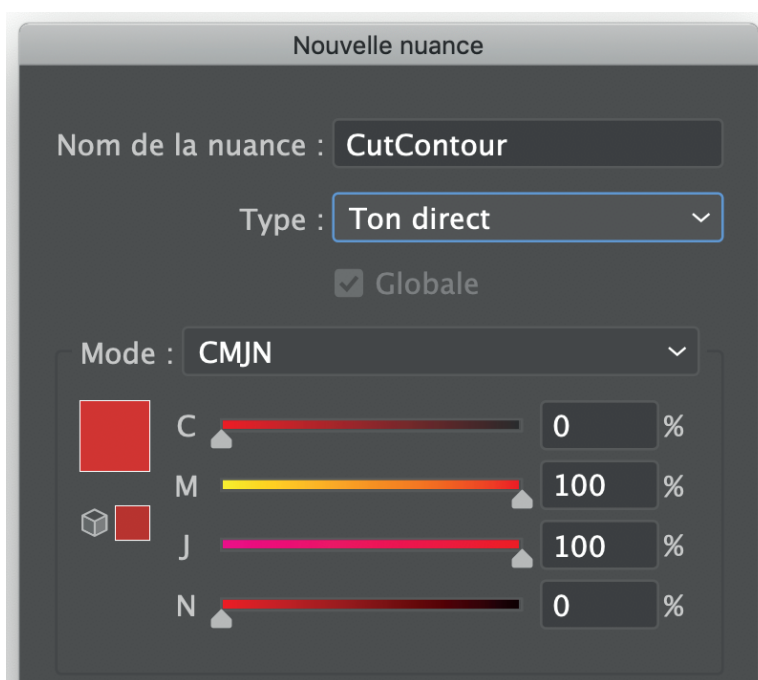 Nouvelle nuance
Nom de la nuance : CutContour
Type : Ton direct
Globale
Mode : CMJN
C 0 %
M 100 %
J 100 %
N 0 %